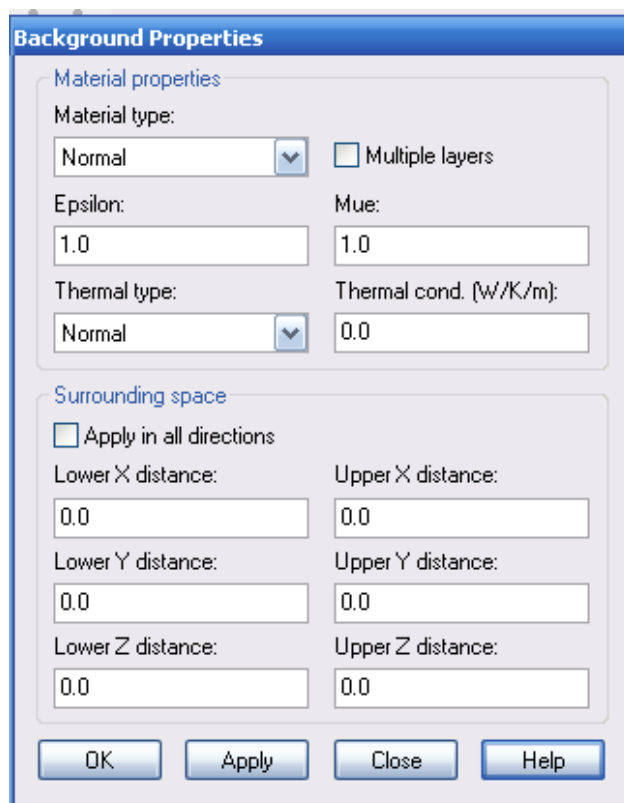 Background Properties
Material properties
Material type:
Normal
Multiple layers
Epsilon: Mue:
1.0 1.0
Thermal type: Thermal cond. (W/K/m):
Normal 0.0
Surrounding space
Apply in all directions
Lower X distance: Upper X distance:
0.0 0.0
Lower Y distance: Upper Y distance:
0.0 0.0
Lower Z distance: Upper Z distance:
0.0 0.0
OK Apply Close Help